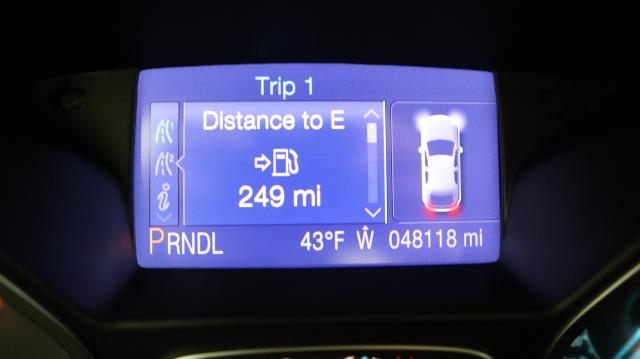 Trip 1
Distance to E
249 mi
PRNDL 43°F W 048118 mi